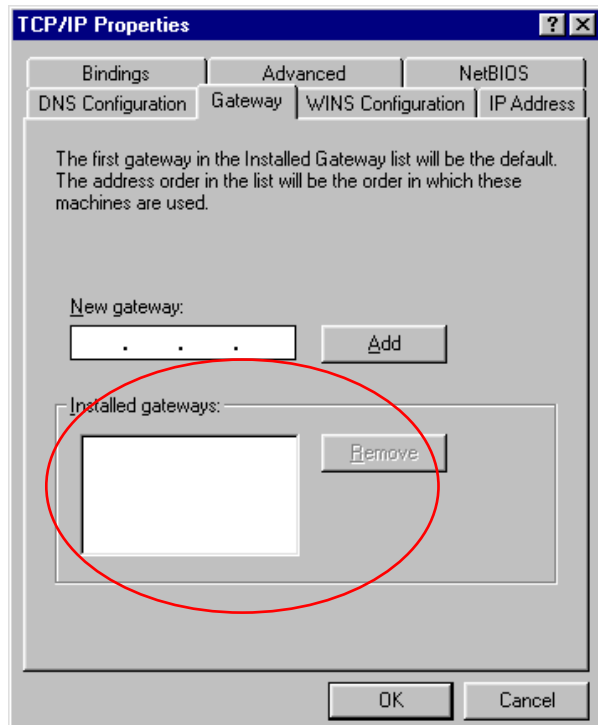 TCP/IP Properties
Bindings Advanced NetBIOS
DNS Configuration Gateway WINS Configuration IP Address
The first gateway in the Installed Gateway list will be the default.
The address order in the list will be the order in which these
machines are used.
New gateway:
. . . Add
Installed gateways:
Remove
OK Cancel